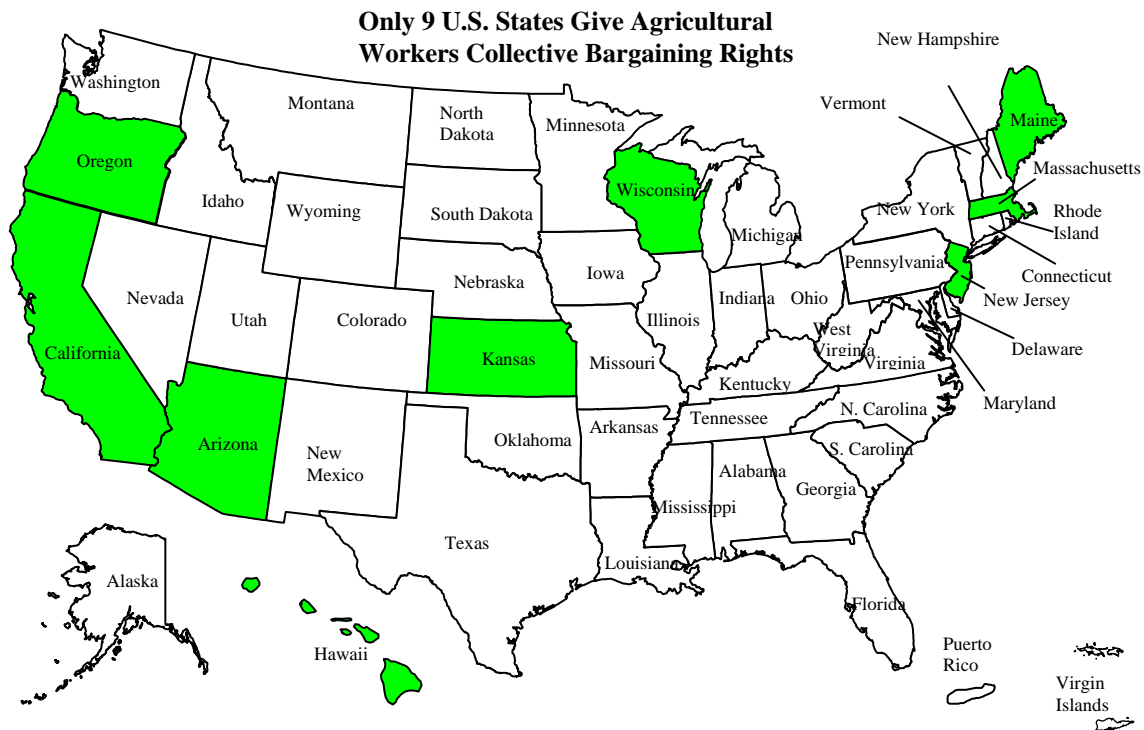 Only 9 U.S. States Give Agricultural
Workers Collective Bargaining Rights
New Hampshire
Vermont
Washington
Montana
North
Dakota
Minnesota
Maine
Oregon
Massachusetts
Idaho
Wyoming
South Dakota
Wisconsin
Michigan
New York
Rhode
Island
Connecticut
Pennsylvania
New Jersey
Nevada
Utah
Colorado
Nebraska
Iowa
Illinois
Indiana
Ohio
West
Virginia
Virginia
Delaware
Maryland
California
Kansas
Missouri
Kentucky
Arizona
New
Mexico
Oklahoma
Arkansas
Tennessee
N. Carolina
S. Carolina
Texas
Mississippi
Alabama
Georgia
Louisiana
Florida
Alaska
Hawaii
Puerto
Rico
Virgin
Islands